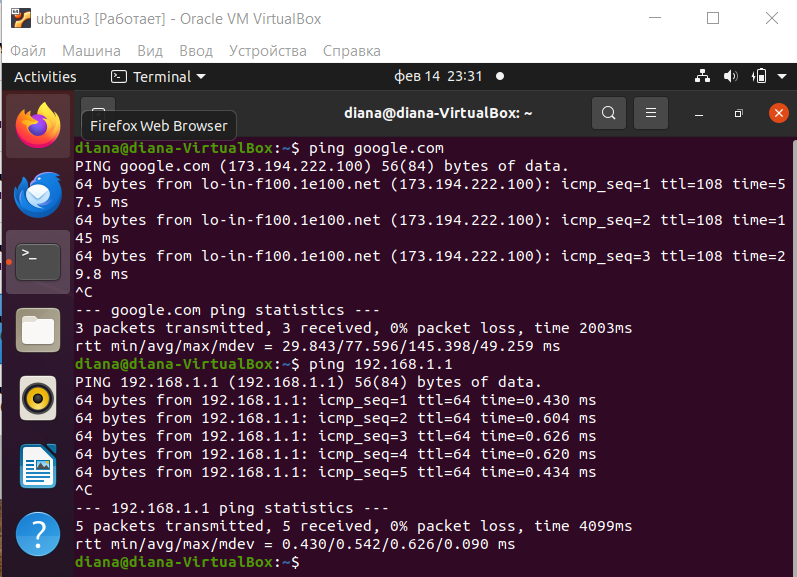 ubuntu3 [Работает] - Oracle VM VirtualBox
Файл Машина Вид Ввод Устройства Справка
Activities Terminal фев 14 23:31
diana@diana-VirtualBox: ~
Firefox Web Browser
diana@diana-VirtualBox:~$ ping google.com
PING google.com (173.194.222.100) 56(84) bytes of data.
64 bytes from lo-in-f100.1e100.net (173.194.222.100): icmp_seq=1 ttl=108 time=5
7.5 ms
64 bytes from lo-in-f100.1e100.net (173.194.222.100): icmp_seq=2 ttl=108 time=1
45 ms
64 bytes from lo-in-f100.1e100.net (173.194.222.100): icmp_seq=3 ttl=108 time=2
9.8 ms
^C
--- google.com ping statistics ---
3 packets transmitted, 3 received, 0% packet loss, time 2003ms
rtt min/avg/max/mdev = 29.843/77.596/145.398/49.259 ms
diana@diana-VirtualBox:~$ ping 192.168.1.1
PING 192.168.1.1 (192.168.1.1) 56(84) bytes of data.
64 bytes from 192.168.1.1: icmp_seq=1 ttl=64 time=0.430 ms
64 bytes from 192.168.1.1: icmp_seq=2 ttl=64 time=0.604 ms
64 bytes from 192.168.1.1: icmp_seq=3 ttl=64 time=0.626 ms
64 bytes from 192.168.1.1: icmp_seq=4 ttl=64 time=0.620 ms
64 bytes from 192.168.1.1: icmp_seq=5 ttl=64 time=0.434 ms
^C
--- 192.168.1.1 ping statistics ---
5 packets transmitted, 5 received, 0% packet loss, time 4099ms
rtt min/avg/max/mdev = 0.430/0.542/0.626/0.090 ms
diana@diana-VirtualBox:~$